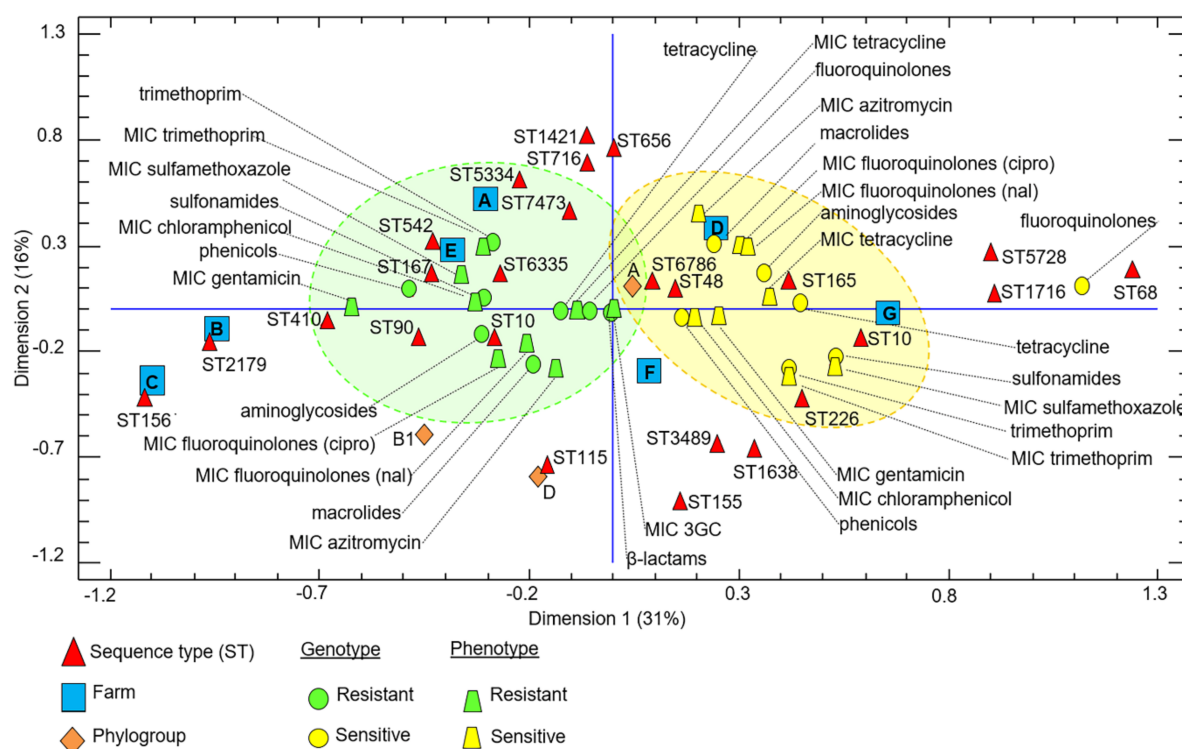 1.3
0.8
0.3
-0.2
-0.7
-1.2
Dimension 2 (16%)
tetracycline
MIC tetracycline
fluoroquinolones
MIC azitromycin
macrolides
MIC fluoroquinolones (cipro)
MIC fluoroquinolones (nal)
aminoglycosides
MIC tetracycline
fluoroquinolones
trimethoprim
MIC trimethoprim
MIC sulfamethoxazole
sulfonamides
MIC chloramphenicol
phenicols
MIC gentamicin
ST1421
ST716
ST656
ST5334
ST7473
A
ST542
E
ST167
ST6335
D
A
ST6786
ST48
ST165
ST5728
ST1716
ST68
ST410
B
ST2179
C
ST156
ST90
ST10
G
ST10
F
tetracycline
sulfonamides
MIC sulfamethoxazole
trimethoprim
MIC trimethoprim
ST226
aminoglycosides
MIC fluoroquinolones (cipro)
MIC fluoroquinolones (nal)
macrolides
MIC azitromycin
B1
D
ST115
ST3489
ST1638
ST155
MIC gentamicin
MIC chloramphenicol
phenicols
MIC 3GC
β-lactams
-1.2
-0.7
-0.2
0.3
0.8
1.3
Dimension 1 (31%)
Sequence type (ST)
Farm
Phylogroup
Genotype
Resistant
Sensitive
Phenotype
Resistant
Sensitive